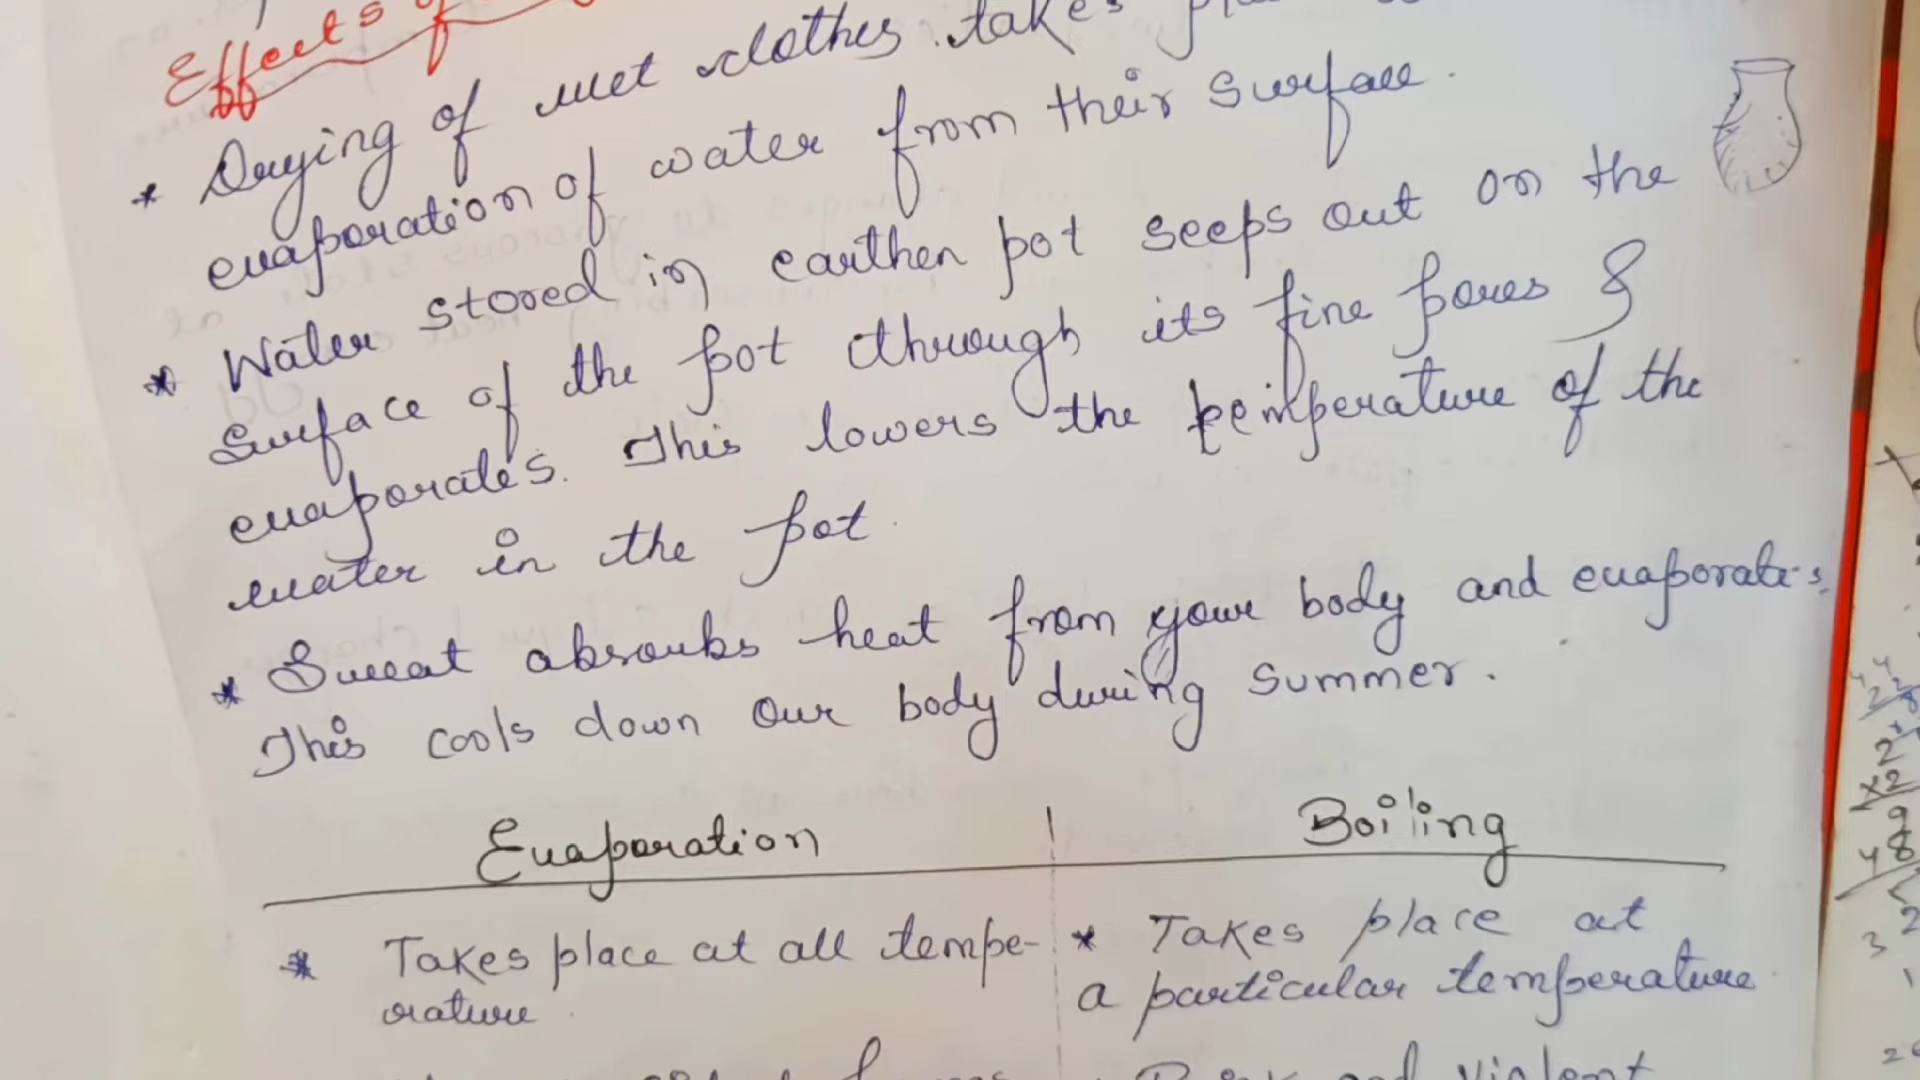 Effects of
* Drying of wet clothes takes
evaporation of water from their surface.
* Water stored in earthen pot seeps out on the
surface of the pot through its fine pores &
evaporates. This lowers the temperature of the
water in the pot.
* Sweat absorbs heat from your body and evaporates.
This cools down our body during summer.
Evaporation Boiling
* Takes place at all tempe- * Takes place at
rature. a particular temperature.
and violent